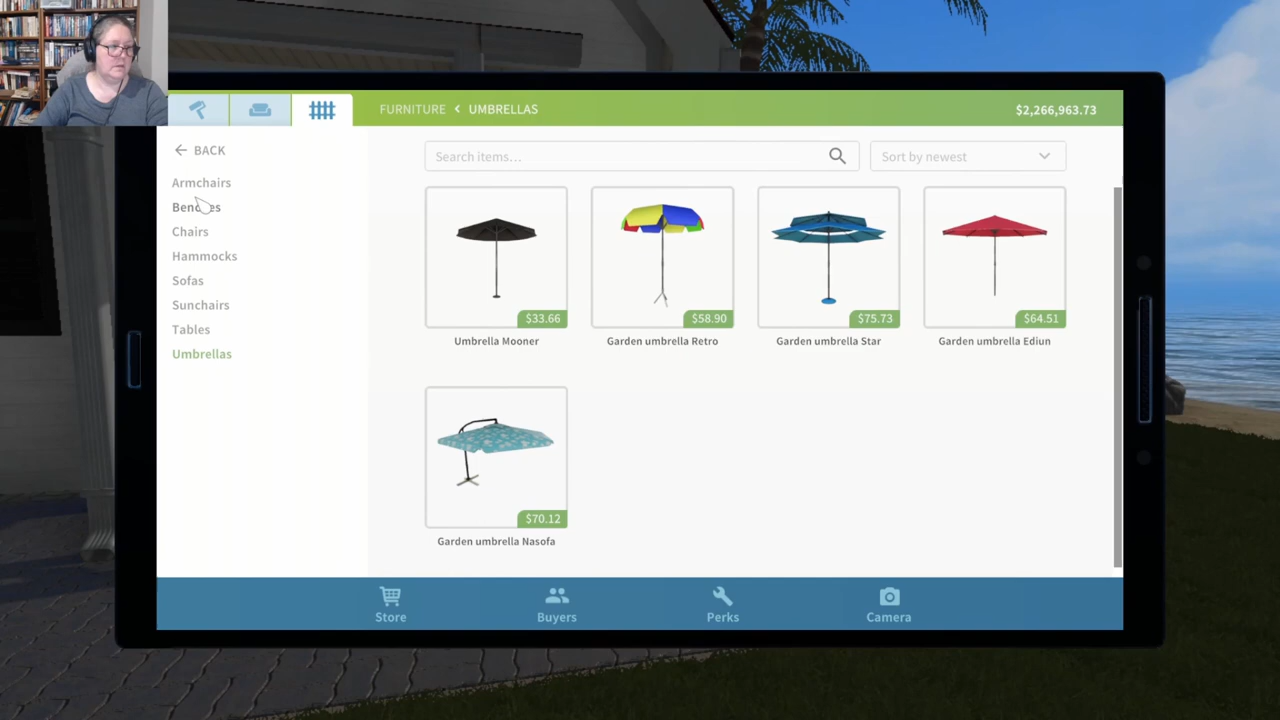 FURNITURE < UMBRELLAS
$2,266,963.73
BACK
Armchairs
Benches
Chairs
Hammocks
Sofas
Sunchairs
Tables
Umbrellas
Search items...
Sort by newest
$33.66
$58.90
$75.73
$64.51
Umbrella Mooner
Garden umbrella Retro
Garden umbrella Star
Garden umbrella Ediun
$70.12
Garden umbrella Nasofa
Store
Buyers
Perks
Camera